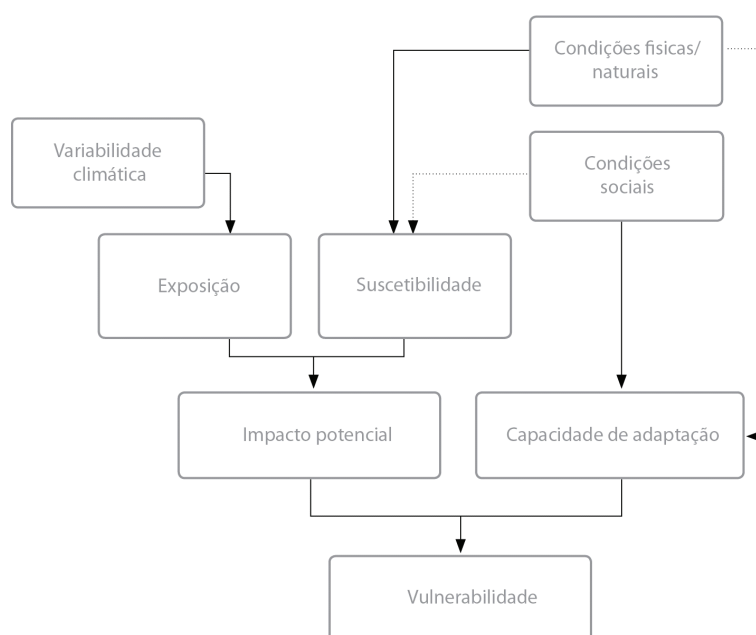 Condições fisicas/
naturais
Variabilidade
climática
Condições
sociais
Exposição
Suscetibilidade
Impacto potencial
Capacidade de adaptação
Vulnerabilidade